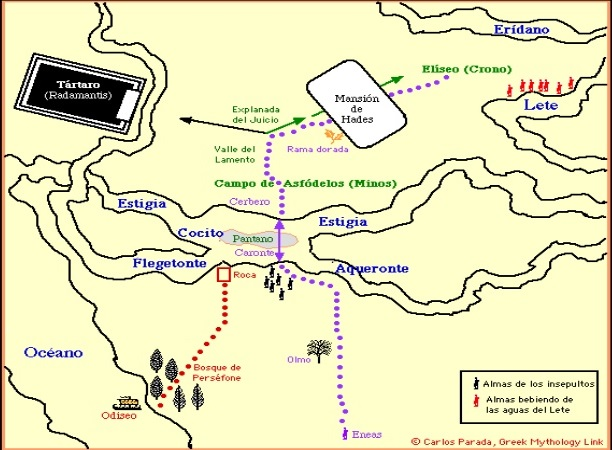 Erídano
Tártaro
(Radamantis)
Elíseo (Crono)
Mansión
de
Hades
Lete
Explanada
del Juicio
Valle del
Lamento
Rama dorada
Campo de Asfódelos (Minos)
Cerbero
Estigia
Estigia
Cocito
Pantano
Caronte
Flegetonte
Roca
Aqueronte
Océano
Bosque de
Perséfone
Olmo
Odiseo
Eneas
Almas de los insepultos
Almas bebiendo de
las aguas del Lete
© Carlos Parada, Greek Mythology Link